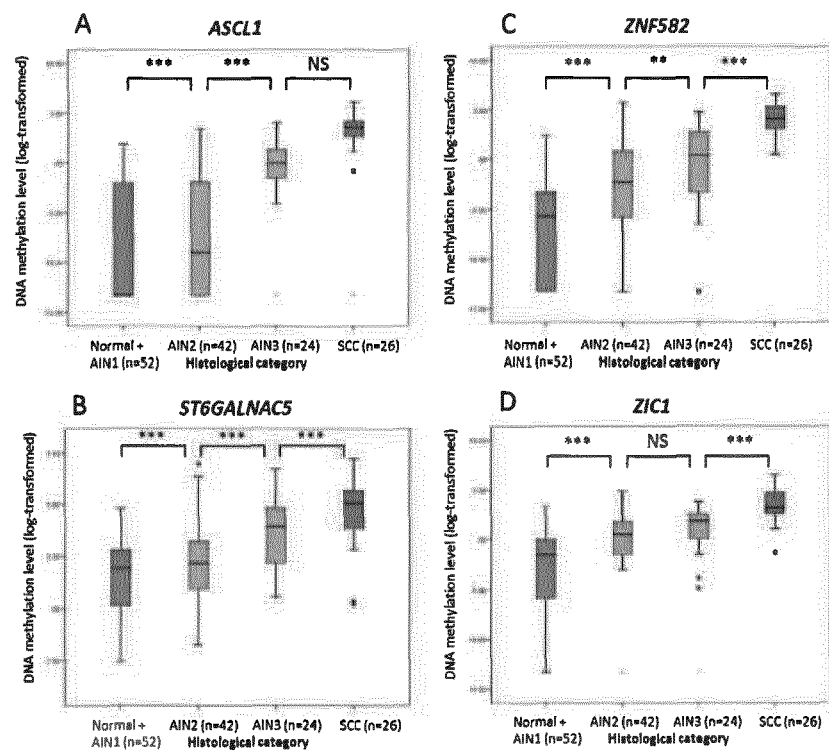 A
ASCL1
***
***
NS
DNA methylation level (log-transformed)
Normal + AIN1 (n=52)
AIN2 (n=42)
AIN3 (n=24)
SCC (n=26)
Histological category
B
ST6GALNAC5
***
***
***
DNA methylation level (log-transformed)
Normal + AIN1 (n=52)
AIN2 (n=42)
AIN3 (n=24)
SCC (n=26)
Histological category
C
ZNF582
***
**
***
DNA methylation level (log-transformed)
Normal + AIN1 (n=52)
AIN2 (n=42)
AIN3 (n=24)
SCC (n=26)
Histological category
D
ZIC1
***
NS
***
DNA methylation level (log-transformed)
Normal + AIN1 (n=52)
AIN2 (n=42)
AIN3 (n=24)
SCC (n=26)
Histological category